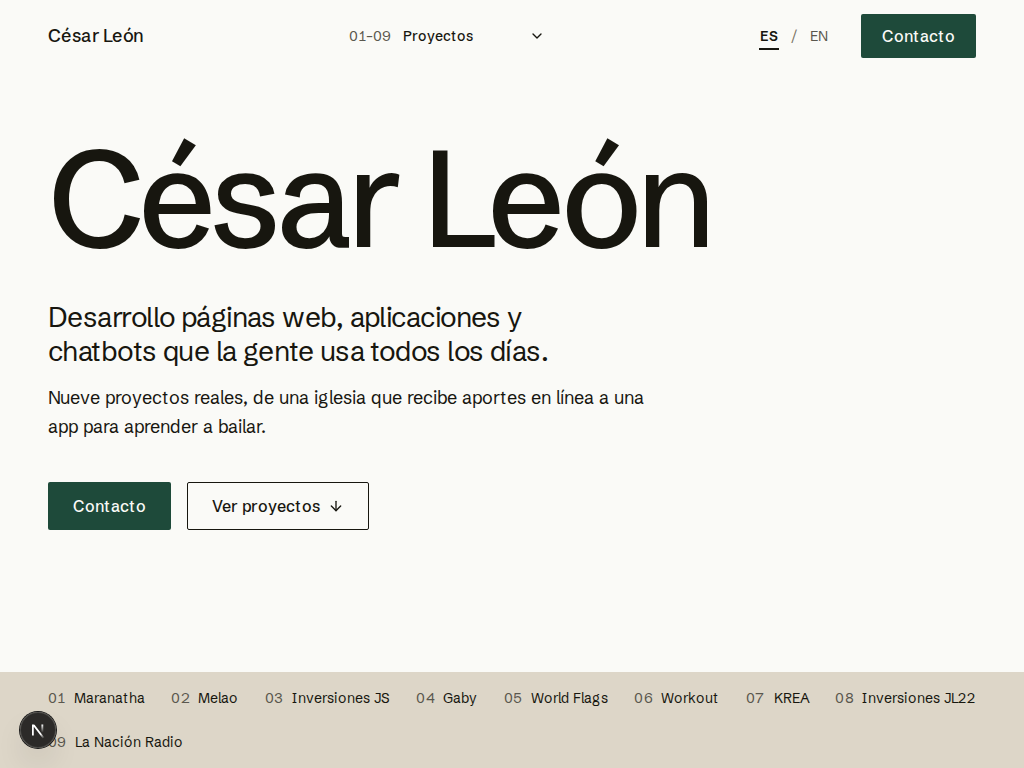 César León
01-09 Proyectos
ES / EN
Contacto
César León
Desarrollo páginas web, aplicaciones y
chatbots que la gente usa todos los días.
Nueve proyectos reales, de una iglesia que recibe aportes en línea a una
app para aprender a bailar.
Contacto
Ver proyectos ↓
01 Maranatha 02 Melao 03 Inversiones JS 04 Gaby 05 World Flags 06 Workout 07 KREA 08 Inversiones JL22
09 La Nación Radio
N